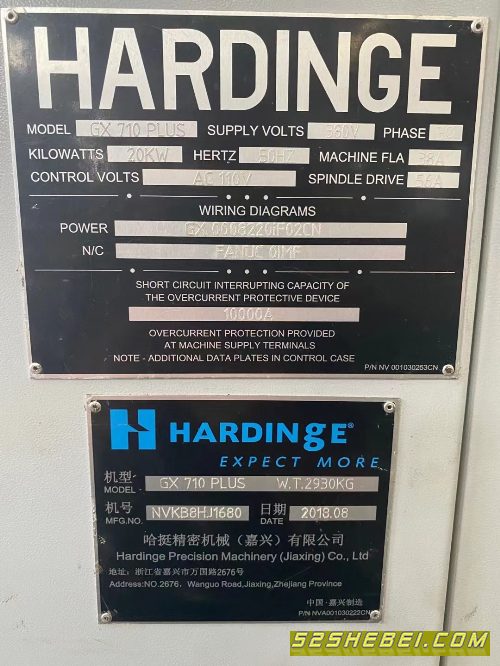 HARDINGE
MODEL GX 710 PLUS SUPPLY VOLTS 380V PHASE
KILOWATTS 20KW HERTZ 50HZ MACHINE FLA 38A
CONTROL VOLTS AC 110V SPINDLE DRIVE 56A
WIRING DIAGRAMS
POWER
N/C FANUC 0IMF
SHORT CIRCUIT INTERRUPTING CAPACITY OF
THE OVERCURRENT PROTECTIVE DEVICE
10000A
OVERCURRENT PROTECTION PROVIDED
AT MACHINE SUPPLY TERMINALS
NOTE - ADDITIONAL DATA PLATES IN CONTROL CASE
P/N NV 001030253CN
HARDINGE®
EXPECT MORE
机型 MODEL GX 710 PLUS W.T.2930KG
机号 MFG.NO. NVKB8HJ1680 日期 DATE 2018.08
哈挺精密机械（嘉兴）有限公司
Hardinge Precision Machinery (Jiaxing) Co., Ltd
地址：浙江省嘉兴市万国路2676号
Address:NO.2676, Wanguo Road,Jiaxing,Zhejiang Province
中国·嘉兴制造
P/N NVA001030222CN
52SHEBEI.COM